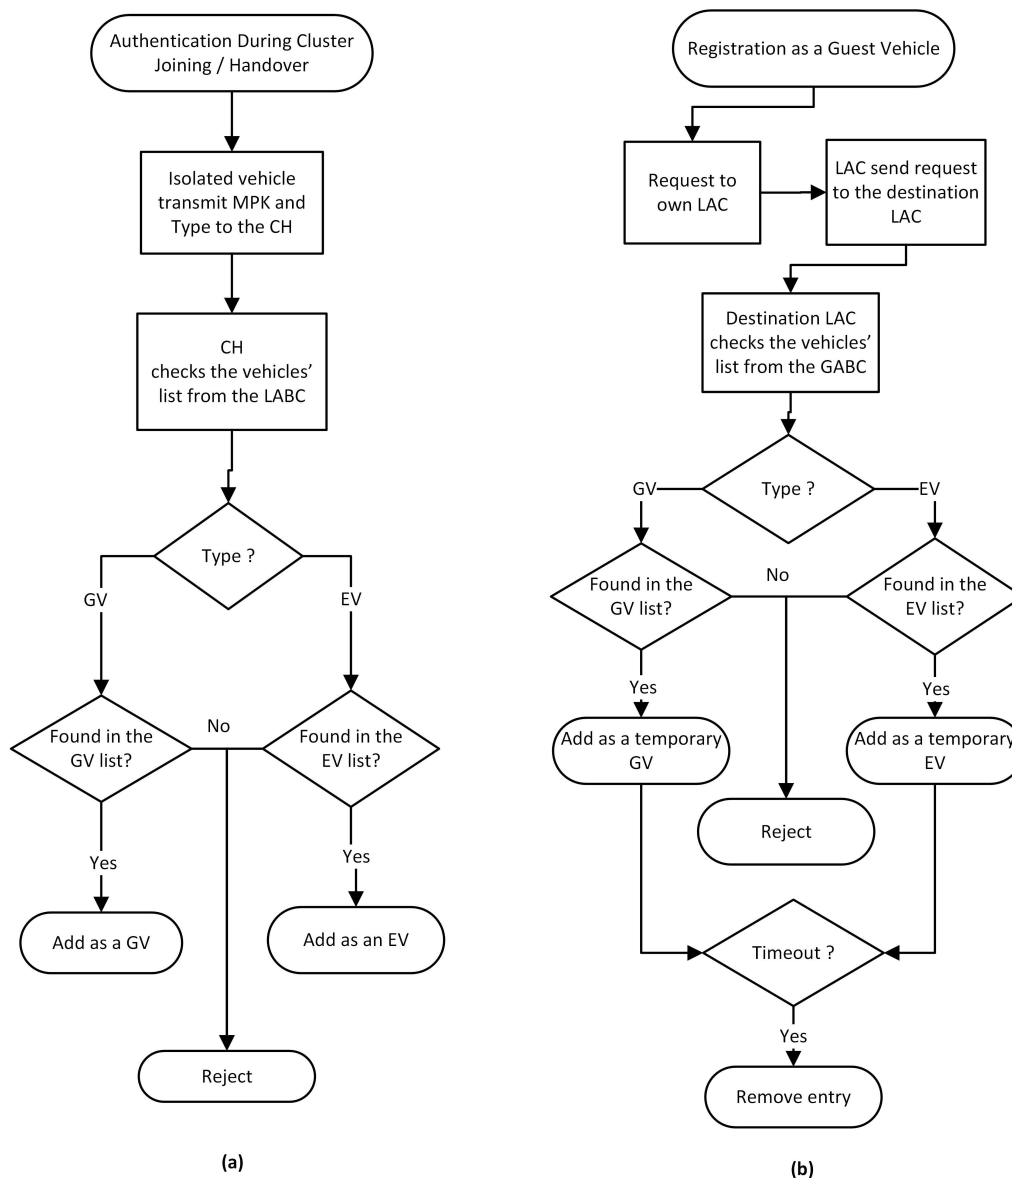 Authentication During Cluster
Joining / Handover
Isolated vehicle
transmit MPK and
Type to the CH
CH
checks the vehicles’
list from the LABC
Type ?
GV
EV
Found in the
GV list?
No
Found in the
EV list?
Yes
Yes
Add as a GV
Add as an EV
Reject
(a)
Registration as a Guest Vehicle
Request to
own LAC
LAC send request
to the destination
LAC
Destination LAC
checks the vehicles’
list from the GABC
GV
Type ?
EV
Found in the
GV list?
No
Found in the
EV list?
Yes
Yes
Add as a temporary
GV
Add as a temporary
EV
Reject
Timeout ?
Yes
Remove entry
(b)